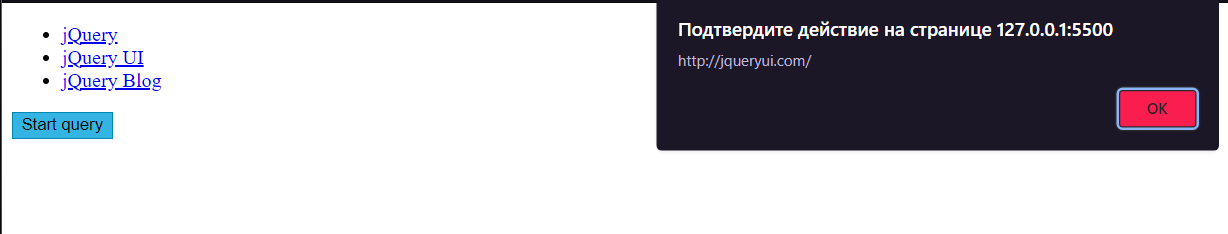 jQuery
jQuery UI
jQuery Blog
Start query
Подтвердите действие на странице 127.0.0.1:5500
http://jqueryui.com/
OK